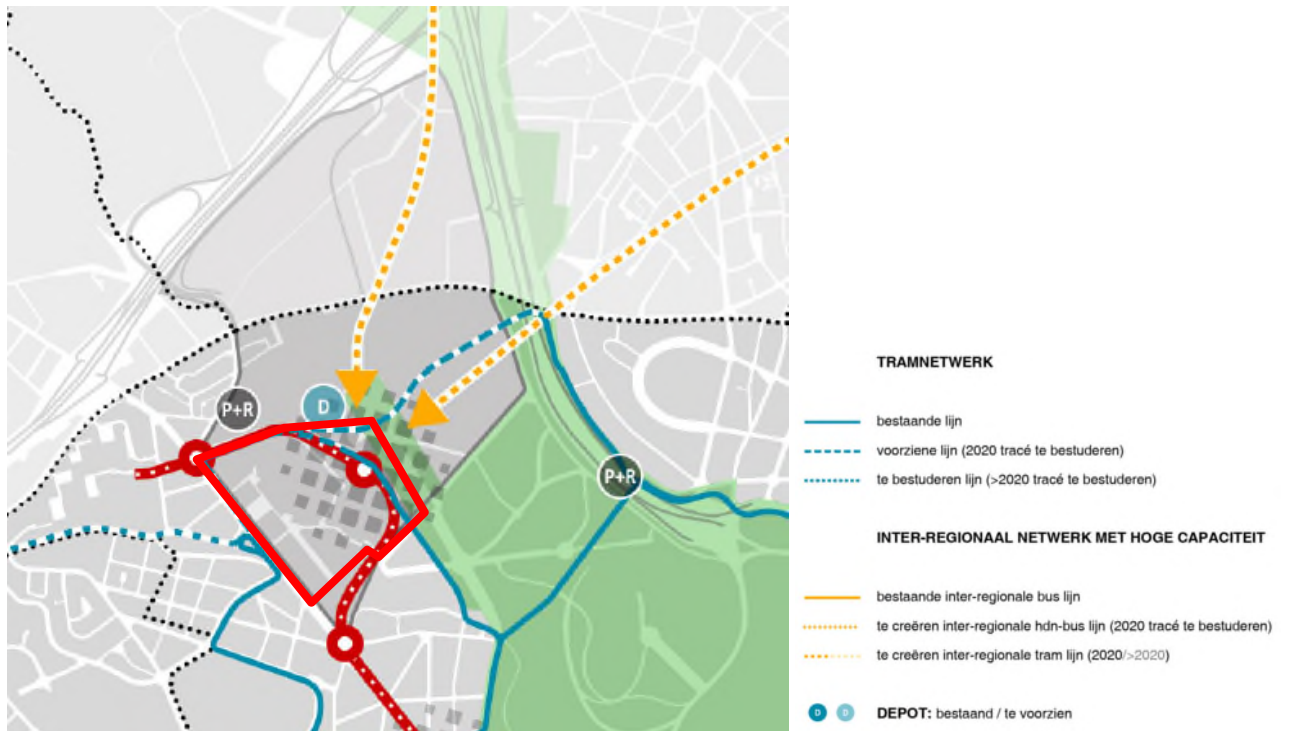 P+R
D
P+R
TRAMNETWERK
bestaande lijn
voorziene lijn (2020 tracé te bestuderen)
te bestuderen lijn (>2020 tracé te bestuderen)
INTER-REGIONAAL NETWERK MET HOGE CAPACITEIT
bestaande inter-regionale bus lijn
te creëren inter-regionale hdn-bus lijn (2020 tracé te bestuderen)
te creëren inter-regionale tram lijn (2020/>2020)
D D DEPOT: bestaand / te voorzien